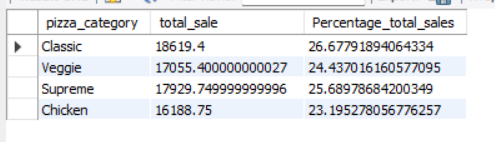 pizza_category total_sale Percentage_total_sales
Classic 18619.4 26.67791894064334
Veggie 17055.400000000027 24.437016160577095
Supreme 17929.749999999996 25.68978684200349
Chicken 16188.75 23.195278056776257